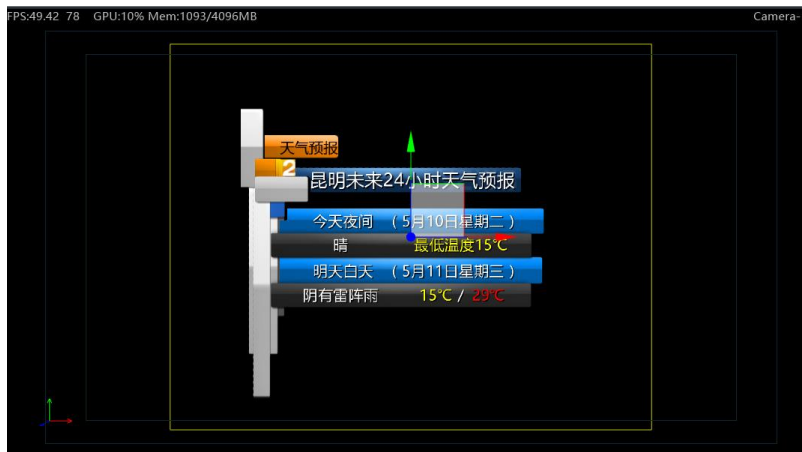 FPS:49.42 78 GPU:10% Mem:1093/4096MB
Camera-
天气预报
2
昆明未来24小时天气预报
今天夜间 (5月10日星期二)
晴 最低温度15℃
明天白天 (5月11日星期三)
阴有雷阵雨 15℃ / 29℃